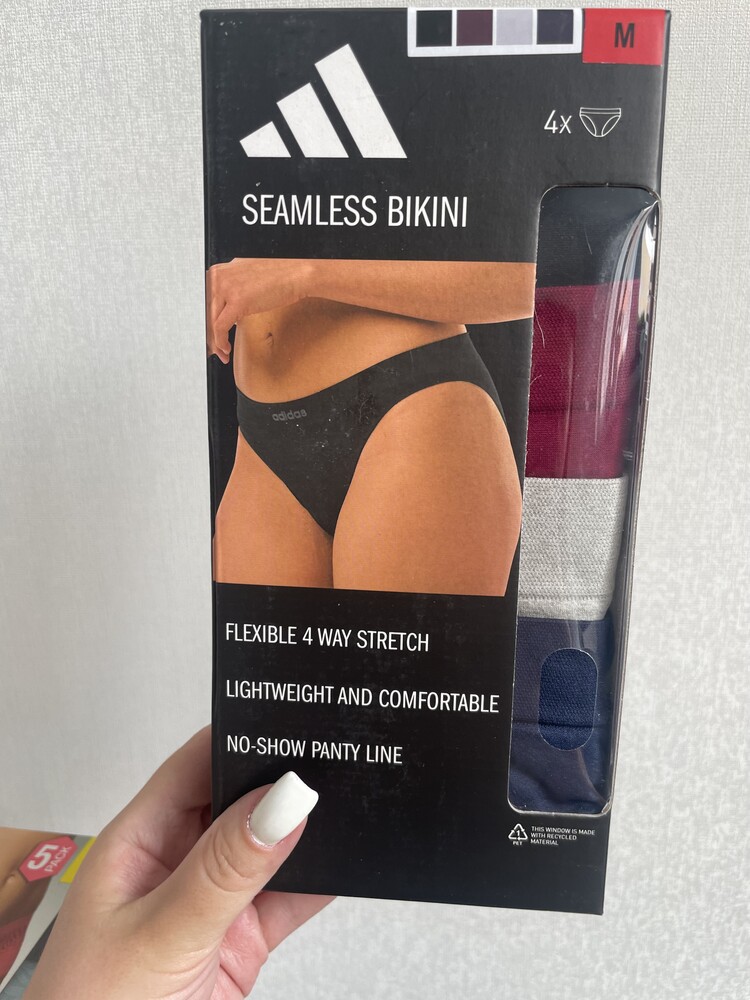 M
4x
SEAMLESS BIKINI
adidas
FLEXIBLE 4 WAY STRETCH
LIGHTWEIGHT AND COMFORTABLE
NO-SHOW PANTY LINE
1
PET
THIS WINDOW IS MADE
WITH RECYCLED
MATERIAL
5
PACK